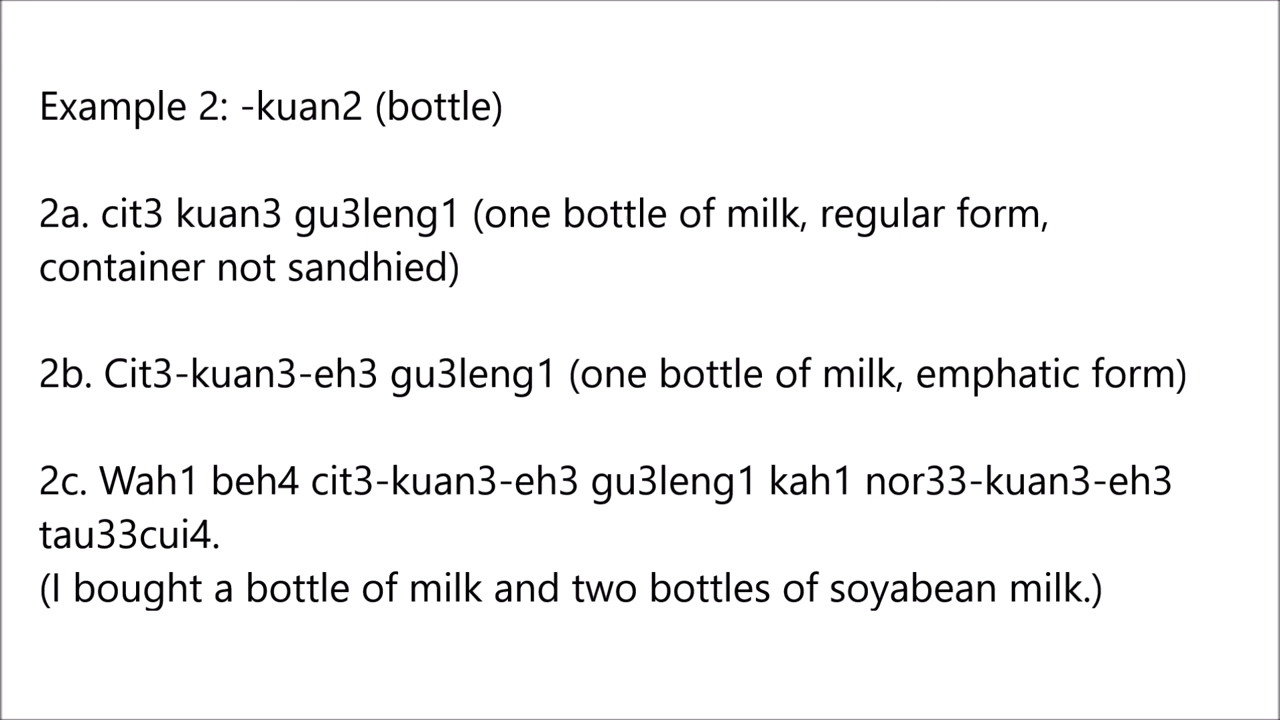 Example 2: -kuan2 (bottle)
2a. cit3 kuan3 gu3leng1 (one bottle of milk, regular form,
container not sandhied)
2b. Cit3-kuan3-eh3 gu3leng1 (one bottle of milk, emphatic form)
2c. Wah1 beh4 cit3-kuan3-eh3 gu3leng1 kah1 nor33-kuan3-eh3
tau33cui4.
(I bought a bottle of milk and two bottles of soyabean milk.)